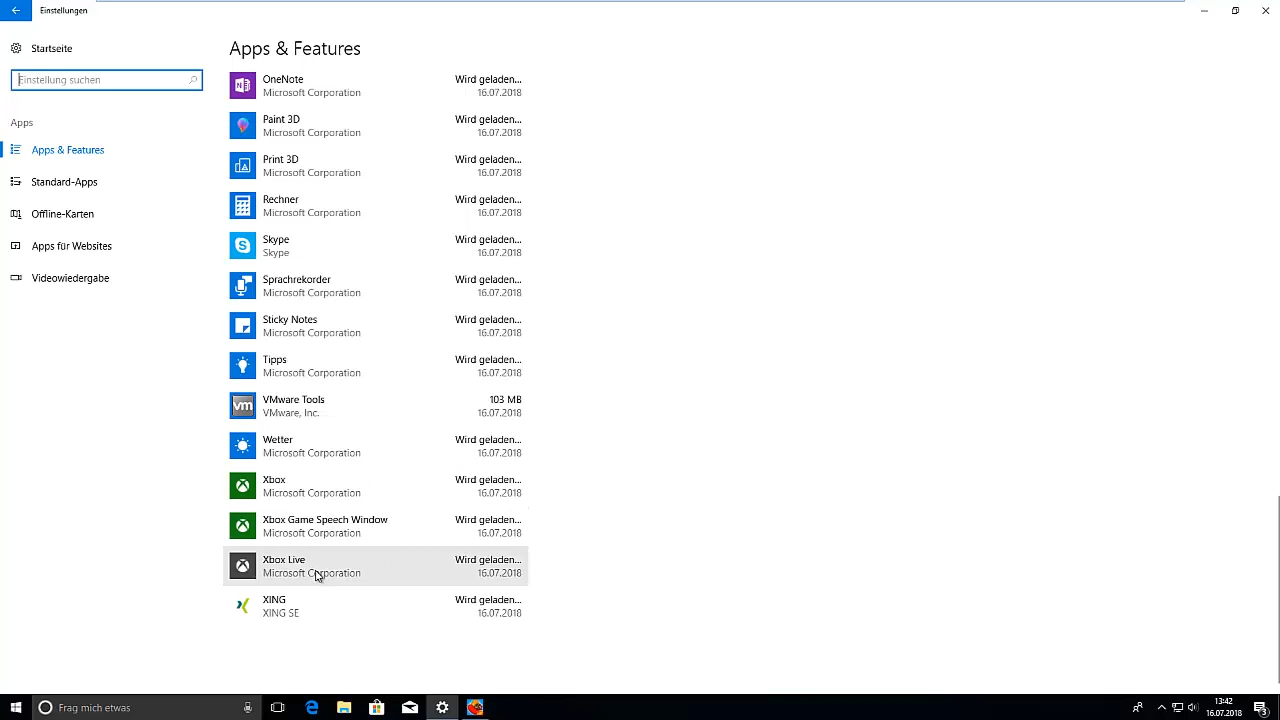 Einstellungen
Startseite
Einstellung suchen
Apps
Apps & Features
Standard-Apps
Offline-Karten
Apps für Websites
Videowiedergabe
Apps & Features
OneNote Wird geladen...
Microsoft Corporation 16.07.2018
Paint 3D Wird geladen...
Microsoft Corporation 16.07.2018
Print 3D Wird geladen...
Microsoft Corporation 16.07.2018
Rechner Wird geladen...
Microsoft Corporation 16.07.2018
Skype Wird geladen...
Skype 16.07.2018
Sprachrekorder Wird geladen...
Microsoft Corporation 16.07.2018
Sticky Notes Wird geladen...
Microsoft Corporation 16.07.2018
Tipps Wird geladen...
Microsoft Corporation 16.07.2018
vm
VMware Tools 103 MB
VMware, Inc. 16.07.2018
Wetter Wird geladen...
Microsoft Corporation 16.07.2018
Xbox Wird geladen...
Microsoft Corporation 16.07.2018
Xbox Game Speech Window Wird geladen...
Microsoft Corporation 16.07.2018
Xbox Live Wird geladen...
Microsoft Corporation 16.07.2018
XING Wird geladen...
XING SE 16.07.2018
Frag mich etwas
13:42
16.07.2018
3